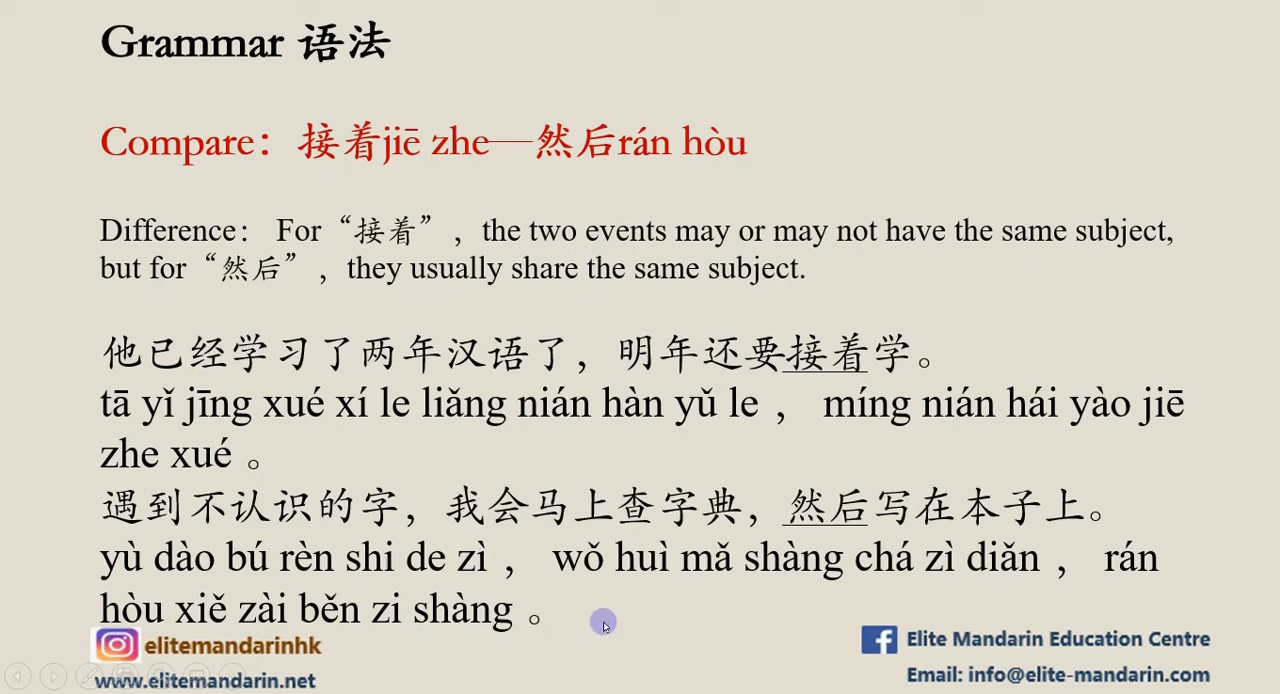 Grammar 语法
Compare：接着jiē zhe—然后rán hòu
Difference： For“接着”，the two events may or may not have the same subject,
but for“然后”，they usually share the same subject.
他已经学习了两年汉语了，明年还要接着学。
tā yǐ jīng xué xí le liǎng nián hàn yǔ le ， míng nián hái yào jiē
zhe xué 。
遇到不认识的字，我会马上查字典，然后写在本子上。
yù dào bú rèn shi de zì ， wǒ huì mǎ shàng chá zì diǎn ， rán
hòu xiě zài běn zi shàng 。
elitemandarinhk
www.elitemandarin.net
Elite Mandarin Education Centre
Email: info@elite-mandarin.com